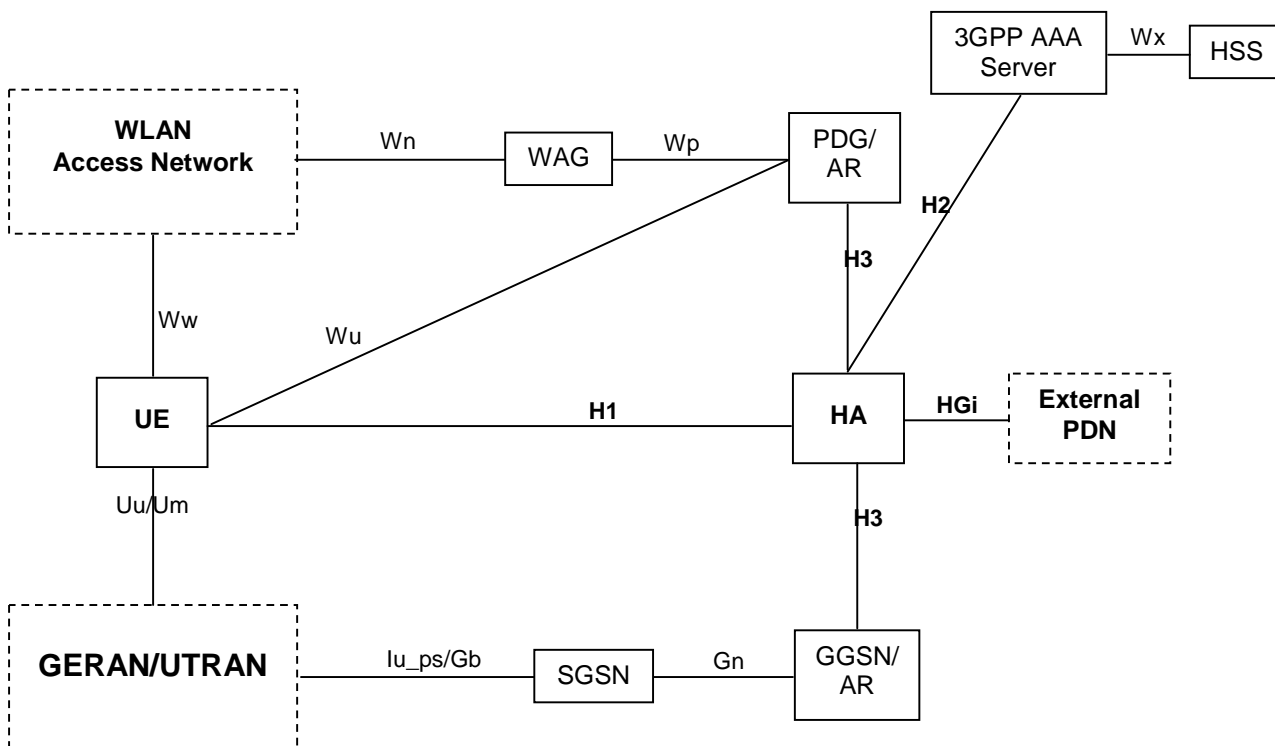 3GPP AAA
Server
Wx
HSS
WLAN
Access Network
Wn
WAG
Wp
PDG/
AR
H2
H3
Ww
Wu
UE
H1
HA
HGi
External
PDN
Uu/Um
H3
GERAN/UTRAN
Iu_ps/Gb
SGSN
Gn
GGSN/
AR